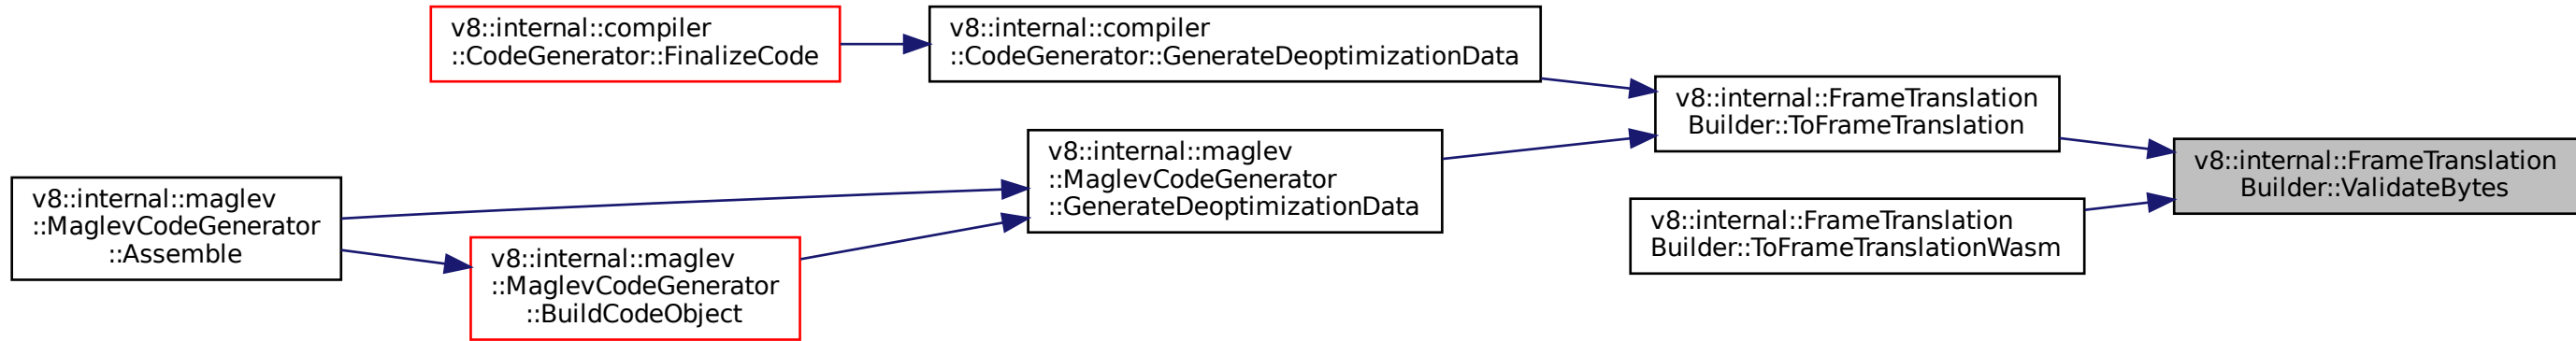 v8::internal::compiler
::CodeGenerator::FinalizeCode
v8::internal::compiler
::CodeGenerator::GenerateDeoptimizationData
v8::internal::FrameTranslation
Builder::ToFrameTranslation
v8::internal::maglev
::MaglevCodeGenerator
::GenerateDeoptimizationData
v8::internal::FrameTranslation
Builder::ValidateBytes
v8::internal::maglev
::MaglevCodeGenerator
::Assemble
v8::internal::FrameTranslation
Builder::ToFrameTranslationWasm
v8::internal::maglev
::MaglevCodeGenerator
::BuildCodeObject